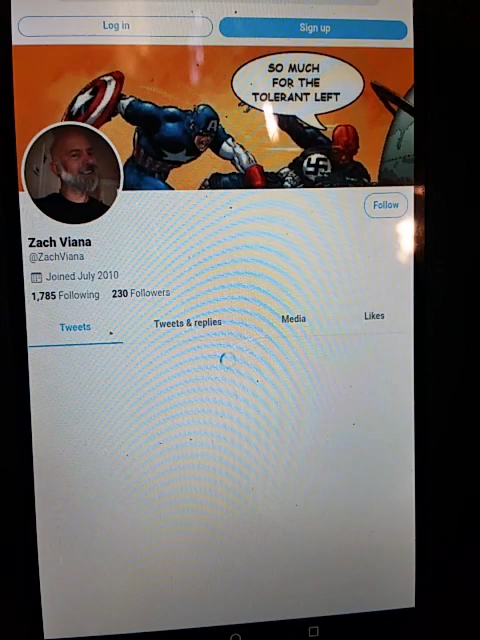 Log in
Sign up
SO MUCH
FOR THE
TOLERANT LEFT
Follow
Zach Viana
@ZachViana
Joined July 2010
1,785 Following 230 Followers
Tweets
Tweets & replies
Media
Likes